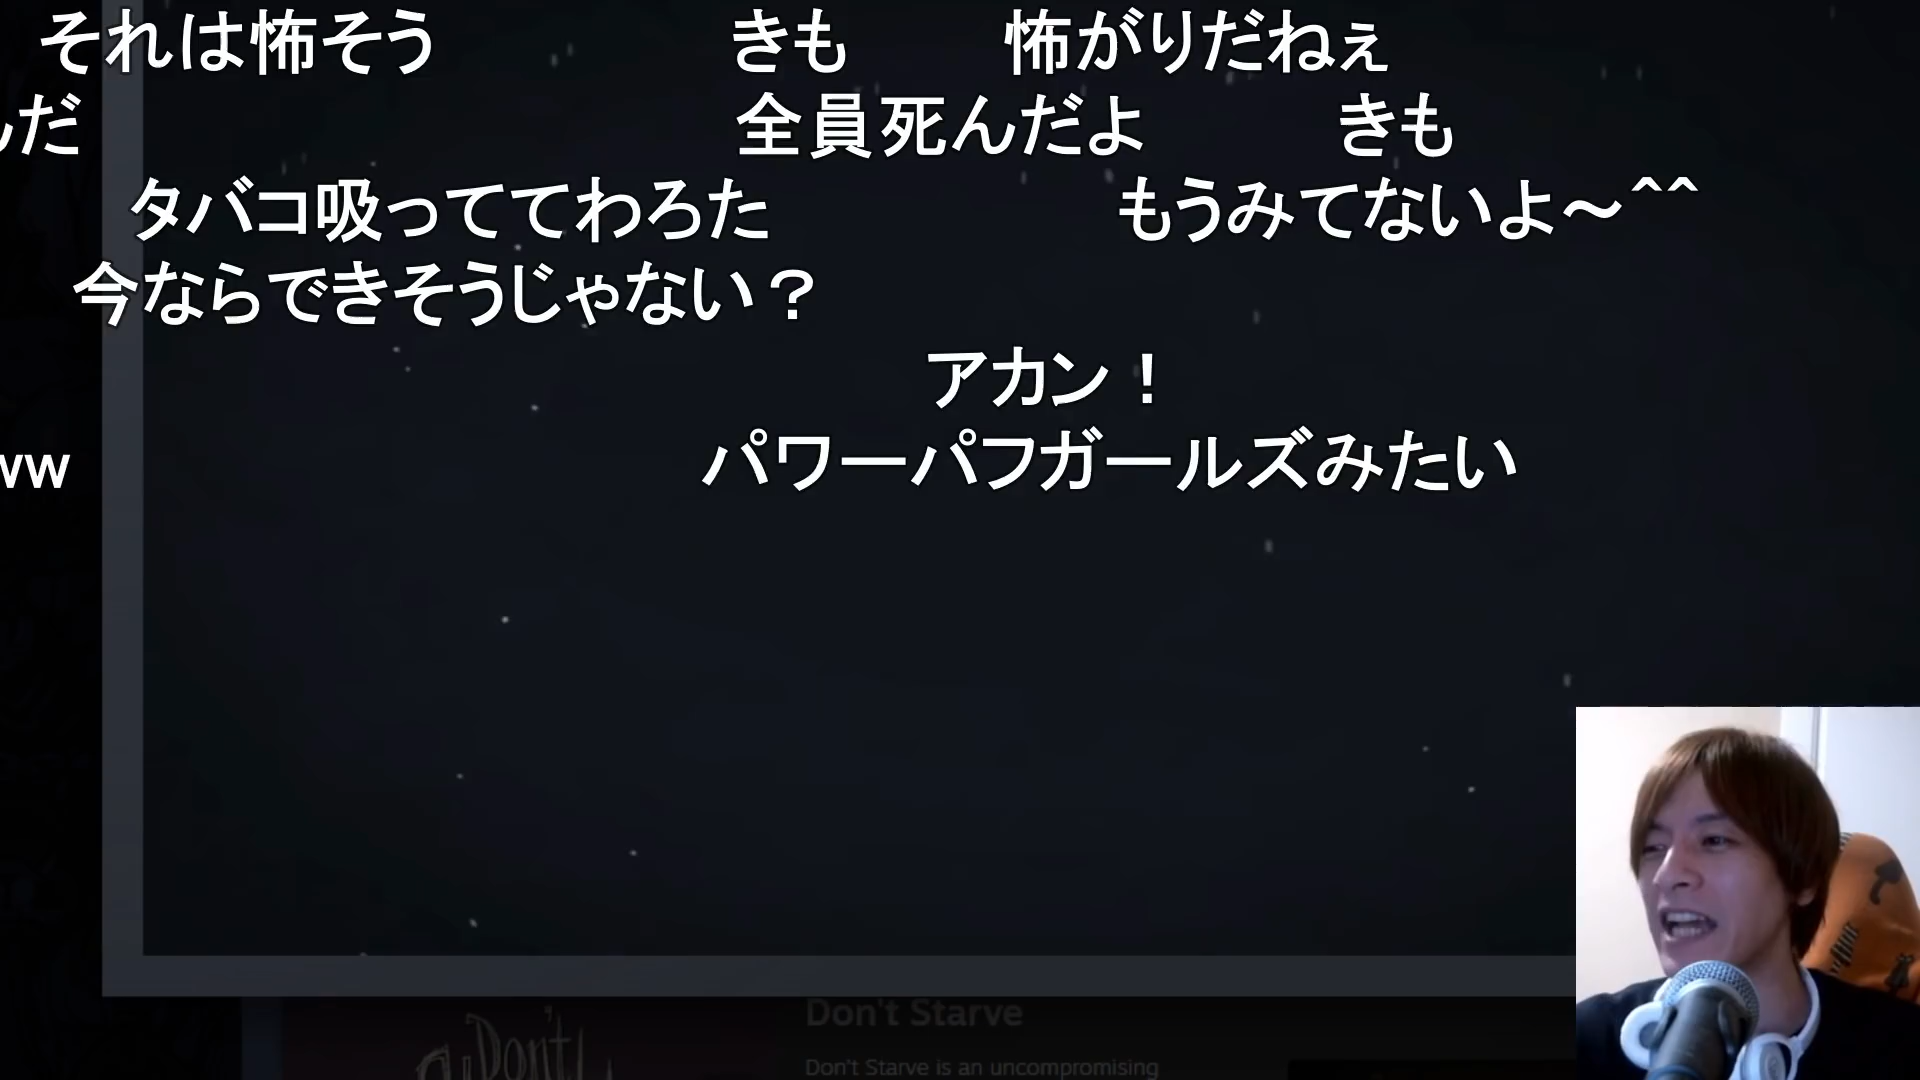 それは怖そう
きも
怖がりだねぇ
んだ
全員死んだよ
きも
タバコ吸っててわろた
もうみてないよ～^^
今ならできそうじゃない？
アカン！
ww
パワーパフガールズみたい
Don't Starve
Don't
Don't Starve is an uncompromising